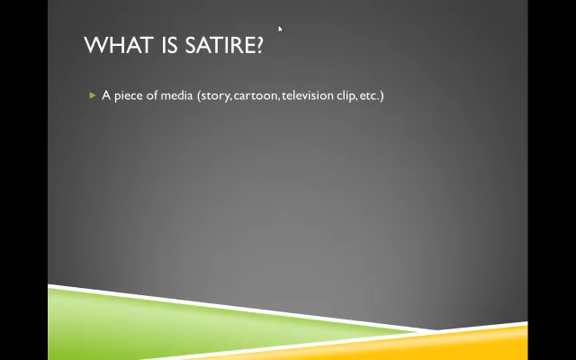 WHAT IS SATIRE?
A piece of media (story, cartoon, television clip, etc.)